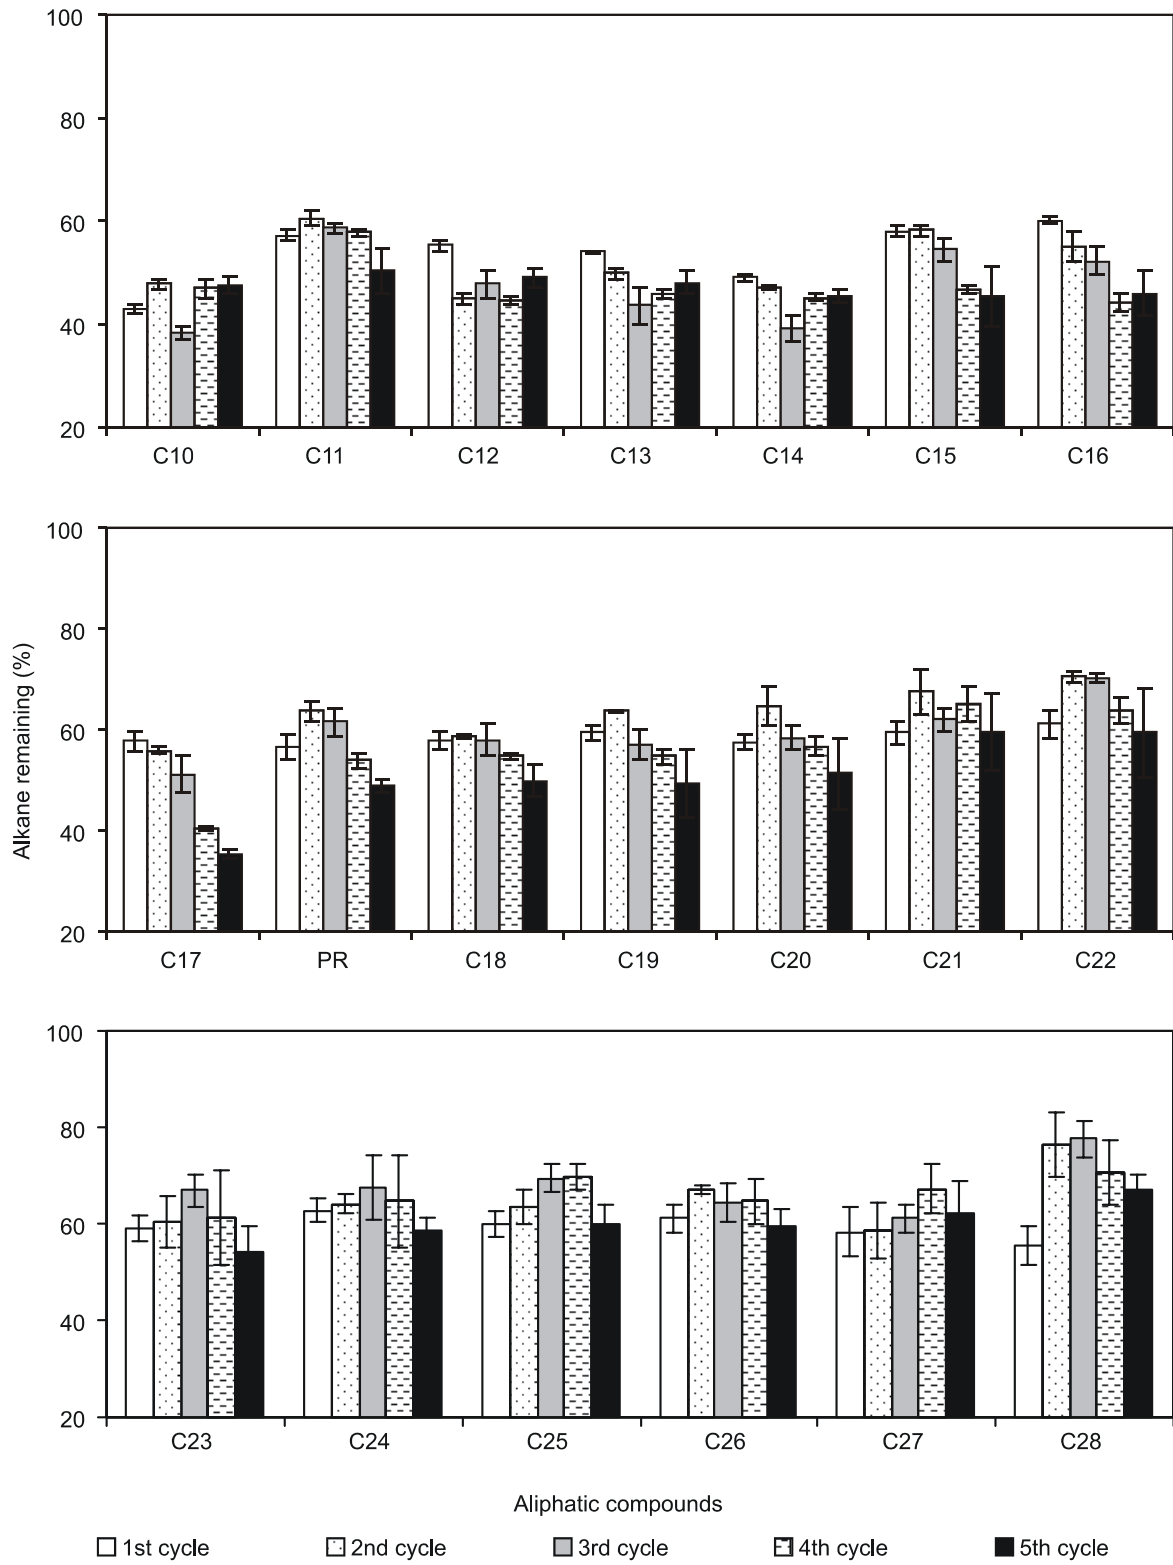 100
80
60
40
20
C10 C11 C12 C13 C14 C15 C16
100
80
60
40
20
C17 PR C18 C19 C20 C21 C22
Alkane remaining (%)
100
80
60
40
20
C23 C24 C25 C26 C27 C28
Aliphatic compounds
1st cycle 2nd cycle 3rd cycle 4th cycle 5th cycle